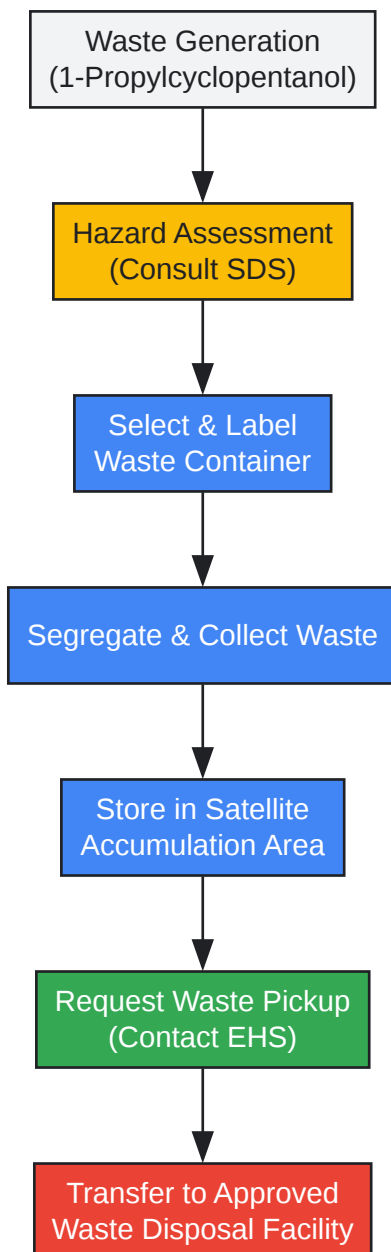 Waste Generation
(1-Propylcyclopentanol)
Hazard Assessment
(Consult SDS)
Select & Label
Waste Container
Segregate & Collect Waste
Store in Satellite
Accumulation Area
Request Waste Pickup
(Contact EHS)
Transfer to Approved
Waste Disposal Facility